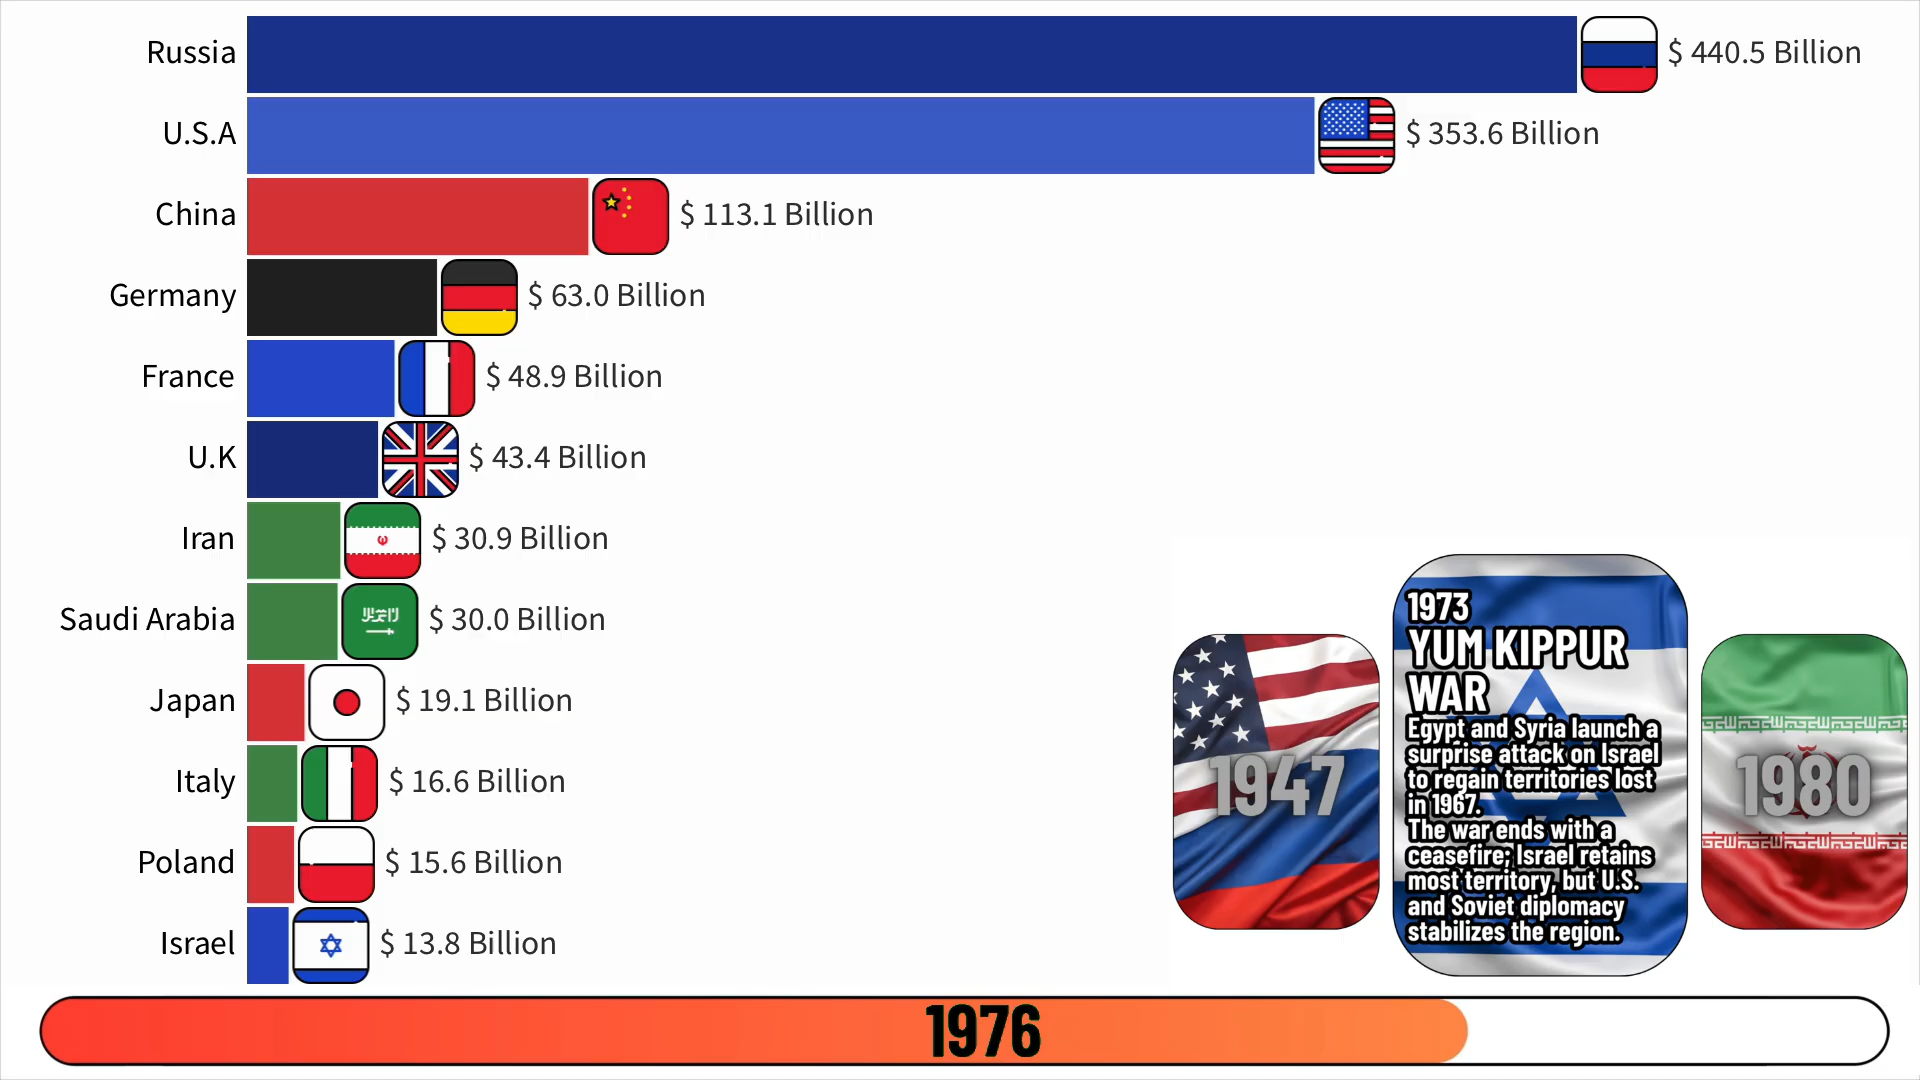 Russia $ 440.5 Billion
U.S.A $ 353.6 Billion
China $ 113.1 Billion
Germany $ 63.0 Billion
France $ 48.9 Billion
U.K $ 43.4 Billion
Iran $ 30.9 Billion
Saudi Arabia $ 30.0 Billion
Japan $ 19.1 Billion
Italy $ 16.6 Billion
Poland $ 15.6 Billion
Israel $ 13.8 Billion
1947
1973
YUM KIPPUR
WAR
Egypt and Syria launch a
surprise attack on Israel
to regain territories lost
in 1967.
The war ends with a
ceasefire; Israel retains
most territory, but U.S.
and Soviet diplomacy
stabilizes the region.
1980
1976